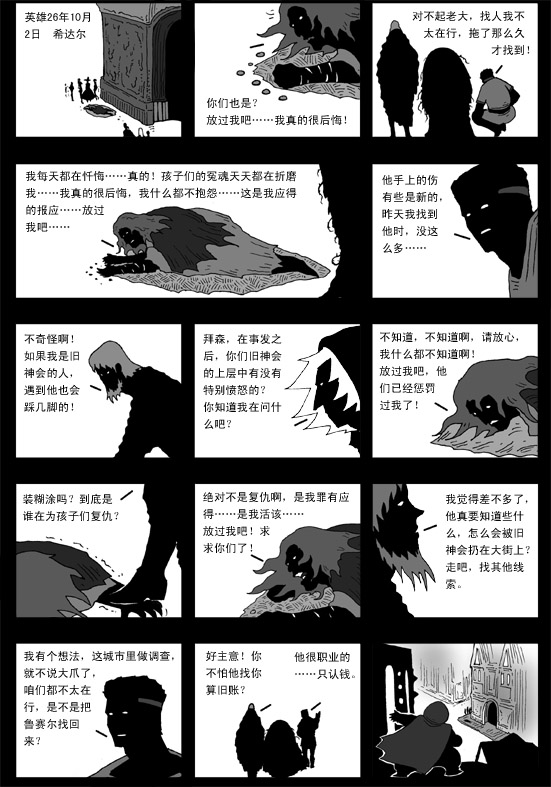 英雄26年10月
2日　希达尔
你们也是?
放过我吧……我真的很后悔!
对不起老大，找人我不
太在行，拖了那么久
才找到!
我每天都在忏悔……真的! 孩子们的冤魂天天都在折磨
我……我真的很后悔，我什么都不抱怨……这是我应得
的报应……放过
我吧……
他手上的伤
有些是新的，
昨天我找到
他时，没这
么多……
不奇怪啊!
如果我是旧
神会的人，
遇到他也会
踩几脚的!
拜森，在事发之
后，你们旧神会
的上层中有没有
特别愤怒的?
你知道我在问什
么吧?
不知道，不知道啊，请放心，
我什么都不知道啊!
放过我吧，他
们已经惩罚
过我了!
装糊涂吗? 到底是
谁在为孩子们复仇?
绝对不是复仇啊，是我罪有应
得……是我活该……
放过我吧! 求
求你们了!
我觉得差不多了，
他真要知道些什
么，怎么会被旧
神会扔在大街上?
走吧，找其他线
索。
我有个想法，这城市里做调查，
就不说大爪了，
咱们都不太在
行，是不是把
鲁赛尔找回
来?
好主意! 你
不怕他找你
算旧账?
他很职业的
……只认钱。